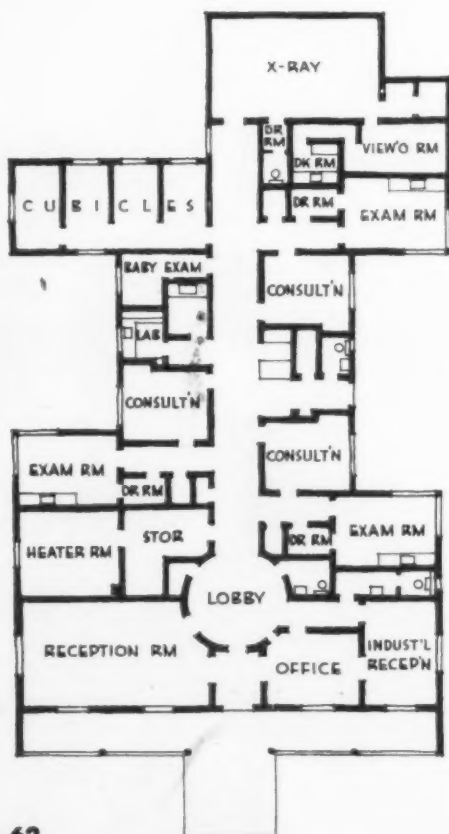 X-RAY
DR RM
DK RM
VIEW'G RM
DR RM
EXAM RM
CUBICLES
BABY EXAM
CONSULT'N
LAB
CONSULT'N
CONSULT'N
EXAM RM
DR RM
STOR
DR RM
EXAM RM
HEATER RM
LOBBY
RECEPTION RM
OFFICE
INDUST'L
RECEP'N
62